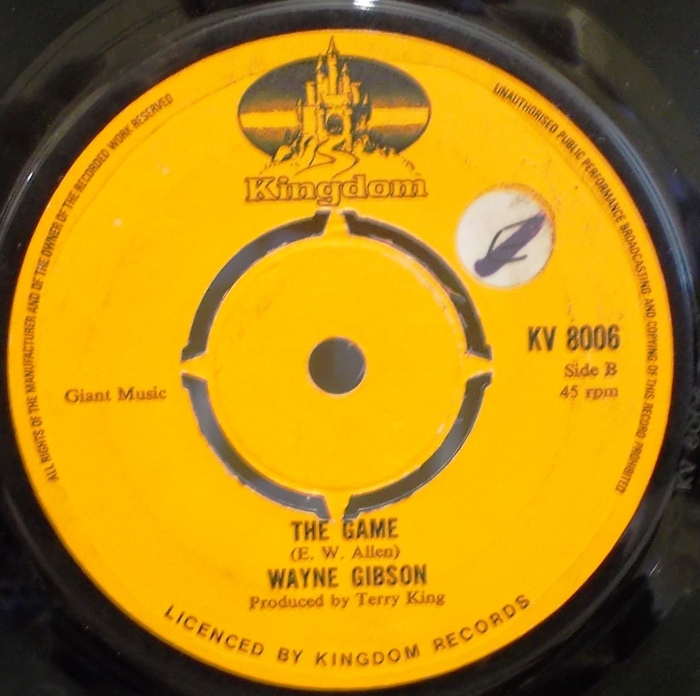 ALL RIGHTS OF THE MANUFACTURER AND OF THE OWNER OF THE RECORDED WORK RESERVED
UNAUTHORISED PUBLIC PERFORMANCE BROADCASTING AND COPYING OF THIS RECORD PROHIBITED
Kingdom
KV 8006
Side B
45 rpm
Giant Music
THE GAME
(E. W. Allen)
WAYNE GIBSON
Produced by Terry King
LICENCED BY KINGDOM RECORDS